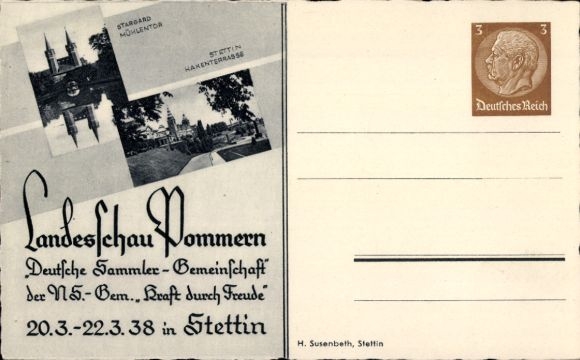 STARGARD
MÜHLENTOR
STETTIN
HAKENTERRASSE
Landesschau Pommern
„Deutsche Sammler-Gemeinschaft"
der NS.-Gem. „Kraft durch Freude"
20.3.-22.3.38 in Stettin
3 3
Deutsches Reich
H. Susenbeth, Stettin